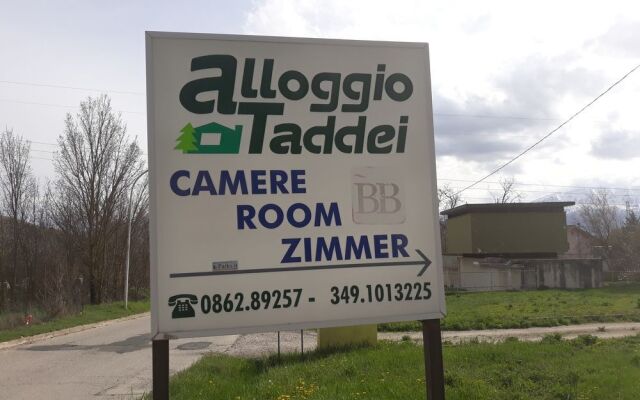 alloggio
Taddei
CAMERE
ROOM
BB
ZIMMER
0862.89257 - 349.1013225